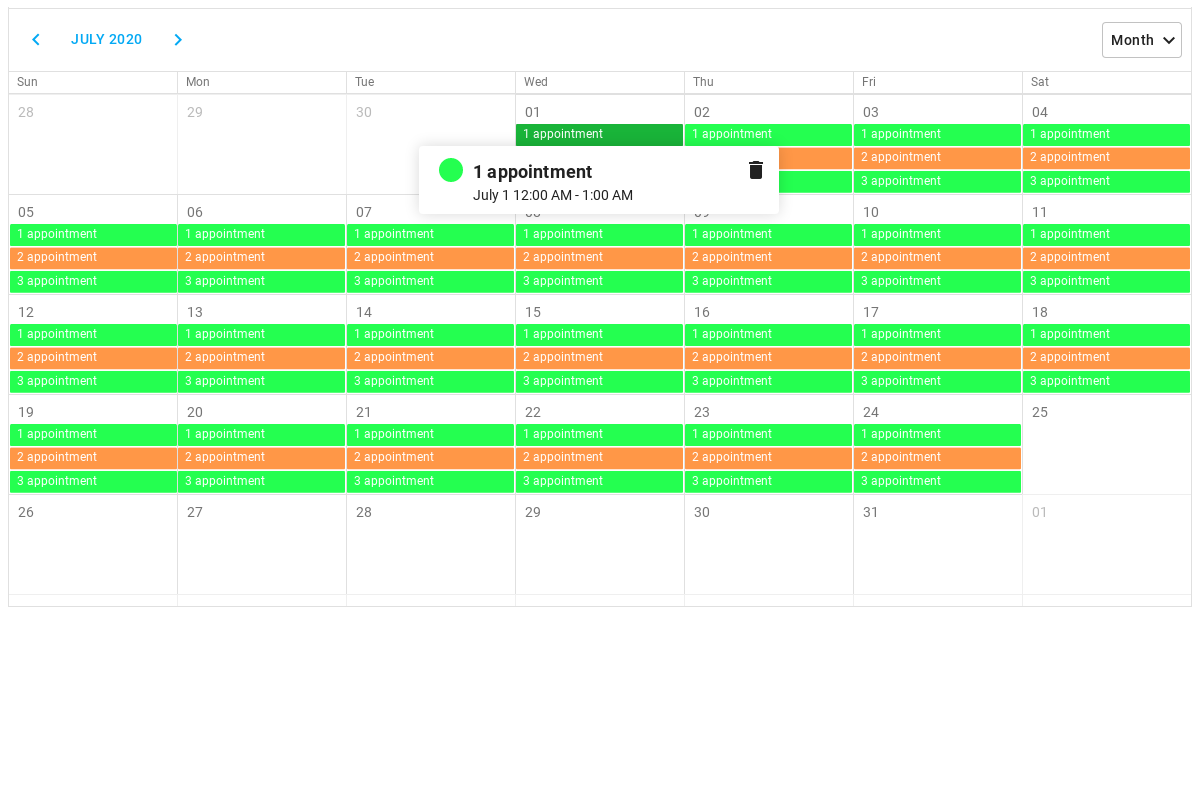 JULY 2020
Month
Sun Mon Tue Wed Thu Fri Sat
28 29 30 01 02 03 04
1 appointment 1 appointment 1 appointment 1 appointment
2 appointment 2 appointment
3 appointment 3 appointment
1 appointment
July 1 12:00 AM - 1:00 AM
05 06 07 08 09 10 11
1 appointment 1 appointment 1 appointment 1 appointment 1 appointment 1 appointment 1 appointment
2 appointment 2 appointment 2 appointment 2 appointment 2 appointment 2 appointment 2 appointment
3 appointment 3 appointment 3 appointment 3 appointment 3 appointment 3 appointment 3 appointment
12 13 14 15 16 17 18
1 appointment 1 appointment 1 appointment 1 appointment 1 appointment 1 appointment 1 appointment
2 appointment 2 appointment 2 appointment 2 appointment 2 appointment 2 appointment 2 appointment
3 appointment 3 appointment 3 appointment 3 appointment 3 appointment 3 appointment 3 appointment
19 20 21 22 23 24 25
1 appointment 1 appointment 1 appointment 1 appointment 1 appointment 1 appointment
2 appointment 2 appointment 2 appointment 2 appointment 2 appointment 2 appointment
3 appointment 3 appointment 3 appointment 3 appointment 3 appointment 3 appointment
26 27 28 29 30 31 01